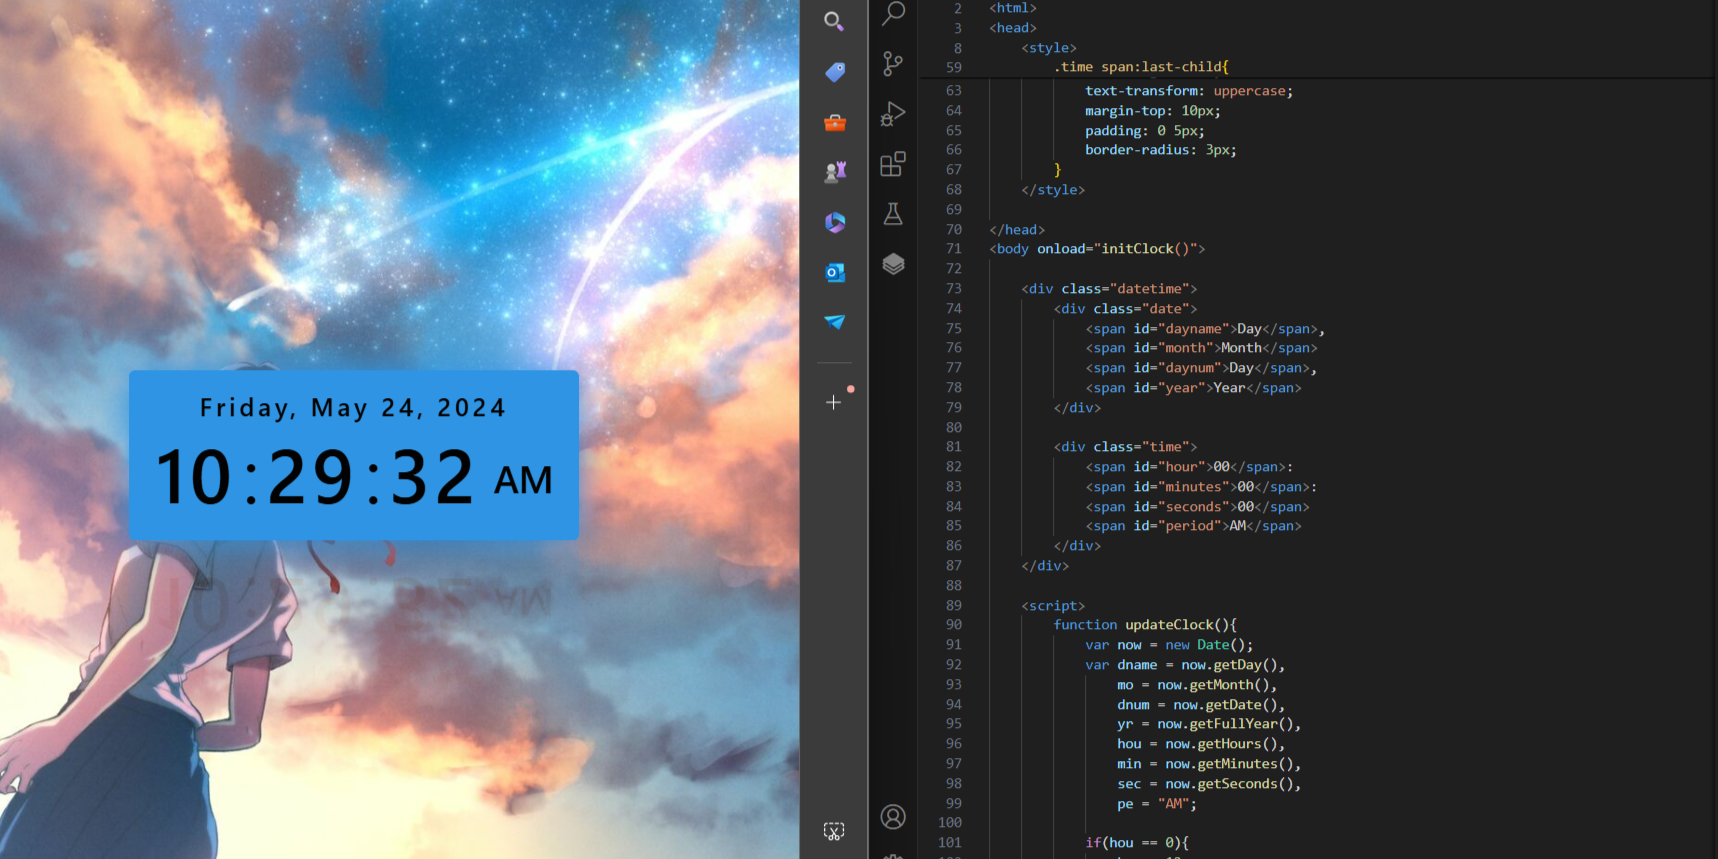 Friday, May 24, 2024
10:29:32 AM
2 <html>
3 <head>
8 <style>
59 .time span:last-child{
63 text-transform: uppercase;
64 margin-top: 10px;
65 padding: 0 5px;
66 border-radius: 3px;
67 }
68 </style>
69
70 </head>
71 <body onload="initClock()">
72
73 <div class="datetime">
74 <div class="date">
75 <span id="dayname">Day</span>,
76 <span id="month">Month</span>
77 <span id="daynum">Day</span>,
78 <span id="year">Year</span>
79 </div>
80
81 <div class="time">
82 <span id="hour">00</span>:
83 <span id="minutes">00</span>:
84 <span id="seconds">00</span>
85 <span id="period">AM</span>
86 </div>
87 </div>
88
89 <script>
90 function updateClock(){
91 var now = new Date();
92 var dname = now.getDay(),
93 mo = now.getMonth(),
94 dnum = now.getDate(),
95 yr = now.getFullYear(),
96 hou = now.getHours(),
97 min = now.getMinutes(),
98 sec = now.getSeconds(),
99 pe = "AM";
100
101 if(hou == 0){